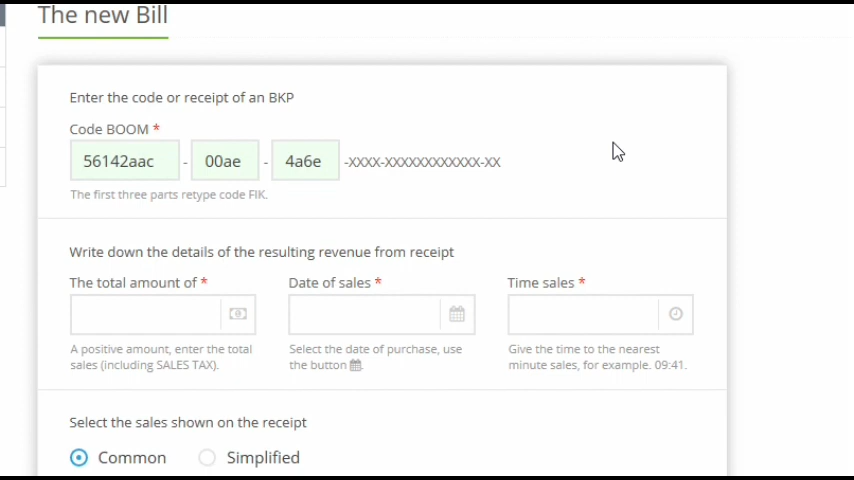 The new Bill
Enter the code or receipt of an BKP
Code BOOM *
56142aac - 00ae - 4a6e -XXXX-XXXXXXXXXXXX-XX
The first three parts retype code FIK.
Write down the details of the resulting revenue from receipt
The total amount of * Date of sales * Time sales *
A positive amount, enter the total Select the date of purchase, use Give the time to the nearest
sales (including SALES TAX). the button . minute sales, for example. 09:41.
Select the sales shown on the receipt
Common Simplified